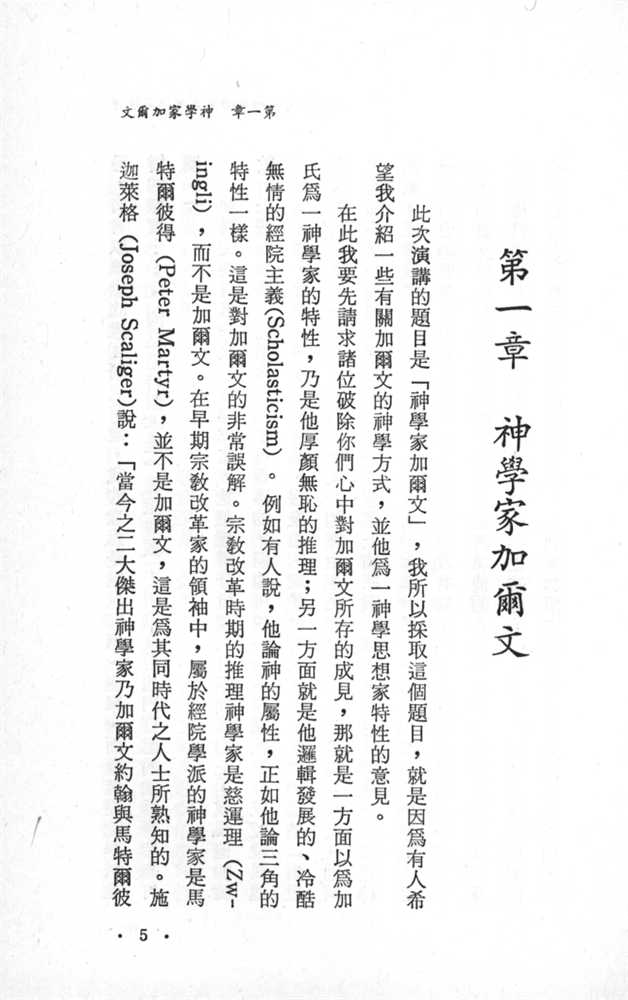 第一章　神學家加爾文
第一章　神學家加爾文
此次演講的題目是「神學家加爾文」，我所以採取這個題目，就是因爲有人希
望我介紹一些有關加爾文的神學方式，並他爲一神學思想家特性的意見。
在此我要先請求諸位破除你們心中對加爾文所存的成見，那就是一方面以爲加
氏爲一神學家的特性，乃是他厚顏無恥的推理；另一方面就是他邏輯發展的、冷酷
無情的經院主義(Scholasticism)。例如有人說，他論神的屬性，正如他論三角的
特性一樣。這是對加爾文的非常誤解。宗敎改革時期的推理神學家是慈運理 (Zw-
ingli)，而不是加爾文。在早期宗敎改革家的領袖中，屬於經院學派的神學家是馬
特爾彼得 (Peter Martyr)，並不是加爾文，這是爲其同時代之人士所熟知的。施
迦萊格 (Joseph Scaliger)說：「當今之二大傑出神學家乃加爾文約翰與馬特爾彼
· 5 ·